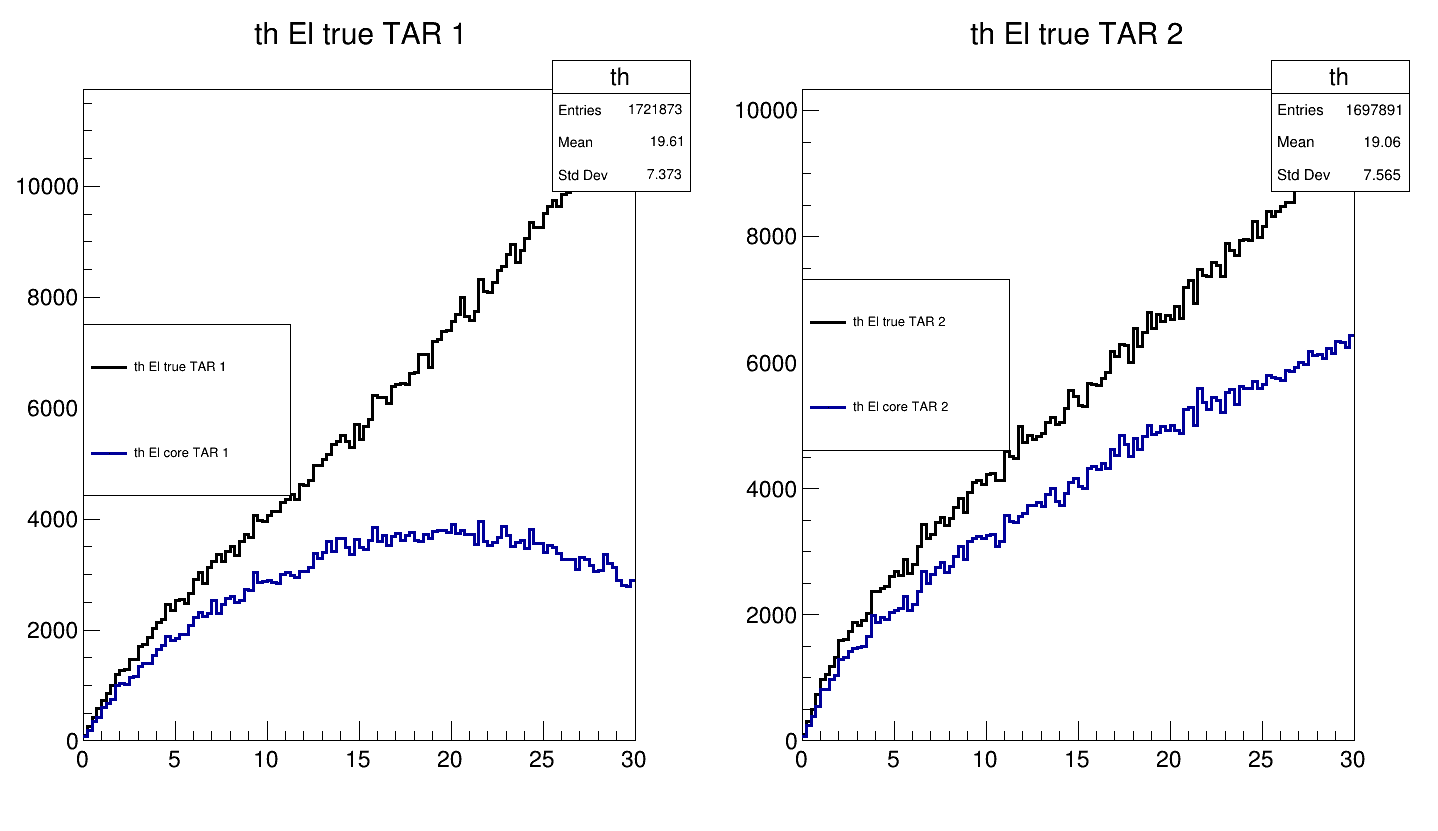 th El true TAR 1
th
Entries 1721873
Mean 19.61
Std Dev 7.373
10000
8000
6000
4000
2000
0
th El true TAR 1
th El core TAR 1
0 5 10 15 20 25 30
th El true TAR 2
th
Entries 1697891
Mean 19.06
Std Dev 7.565
10000
8000
6000
4000
2000
0
th El true TAR 2
th El core TAR 2
0 5 10 15 20 25 30